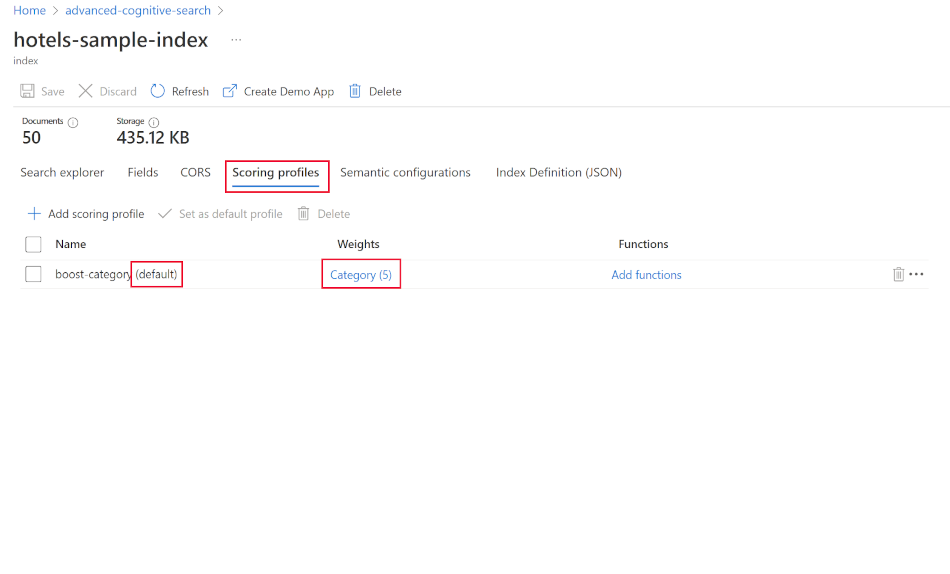 Home > advanced-cognitive-search >
hotels-sample-index ...
index
Save Discard Refresh Create Demo App Delete
Documents Storage
50 435.12 KB
Search explorer Fields CORS Scoring profiles Semantic configurations Index Definition (JSON)
Add scoring profile Set as default profile Delete
Name Weights Functions
boost-category (default) Category (5) Add functions